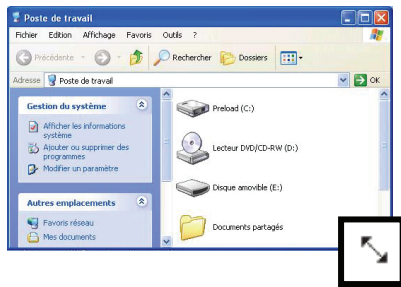 Poste de travail
Fichier Edition Affichage Favoris Outils ?
Précédente Rechercher Dossiers
Adresse Poste de travail OK
Gestion du système
Afficher les informations
système
Ajouter ou supprimer des
programmes
Modifier un paramètre
Autres emplacements
Favoris réseau
Mes documents
Preload (C:)
Lecteur DVD/CD-RW (D:)
Disque amovible (E:)
Documents partagés